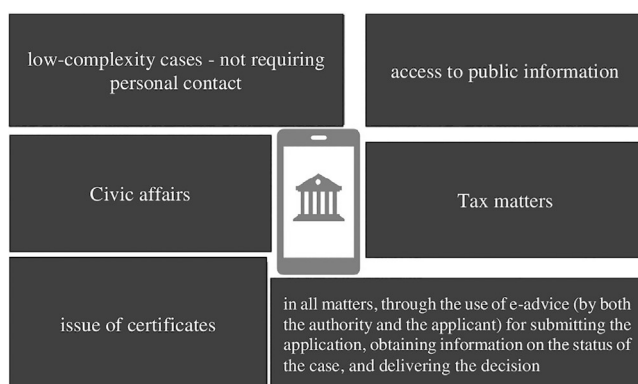 low-complexity cases - not requiring
personal contact
access to public information
Civic affairs
Tax matters
issue of certificates
in all matters, through the use of e-advice (by both
the authority and the applicant) for submitting the
application, obtaining information on the status of
the case, and delivering the decision